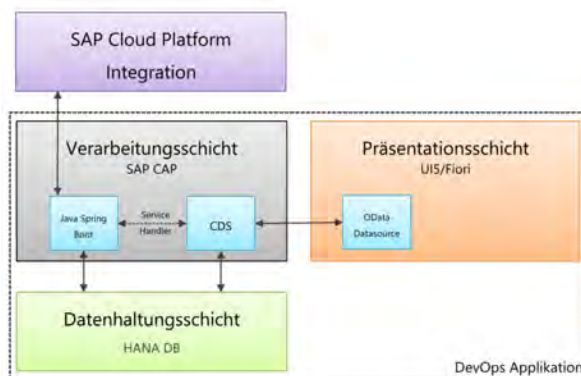 SAP Cloud Platform
Integration
Verarbeitungsschicht
SAP CAP
Java Spring
Boot
Service
Handler
CDS
Präsentationsschicht
UI5/Fiori
OData
Datasource
Datenhaltungsschicht
HANA DB
DevOps Applikation